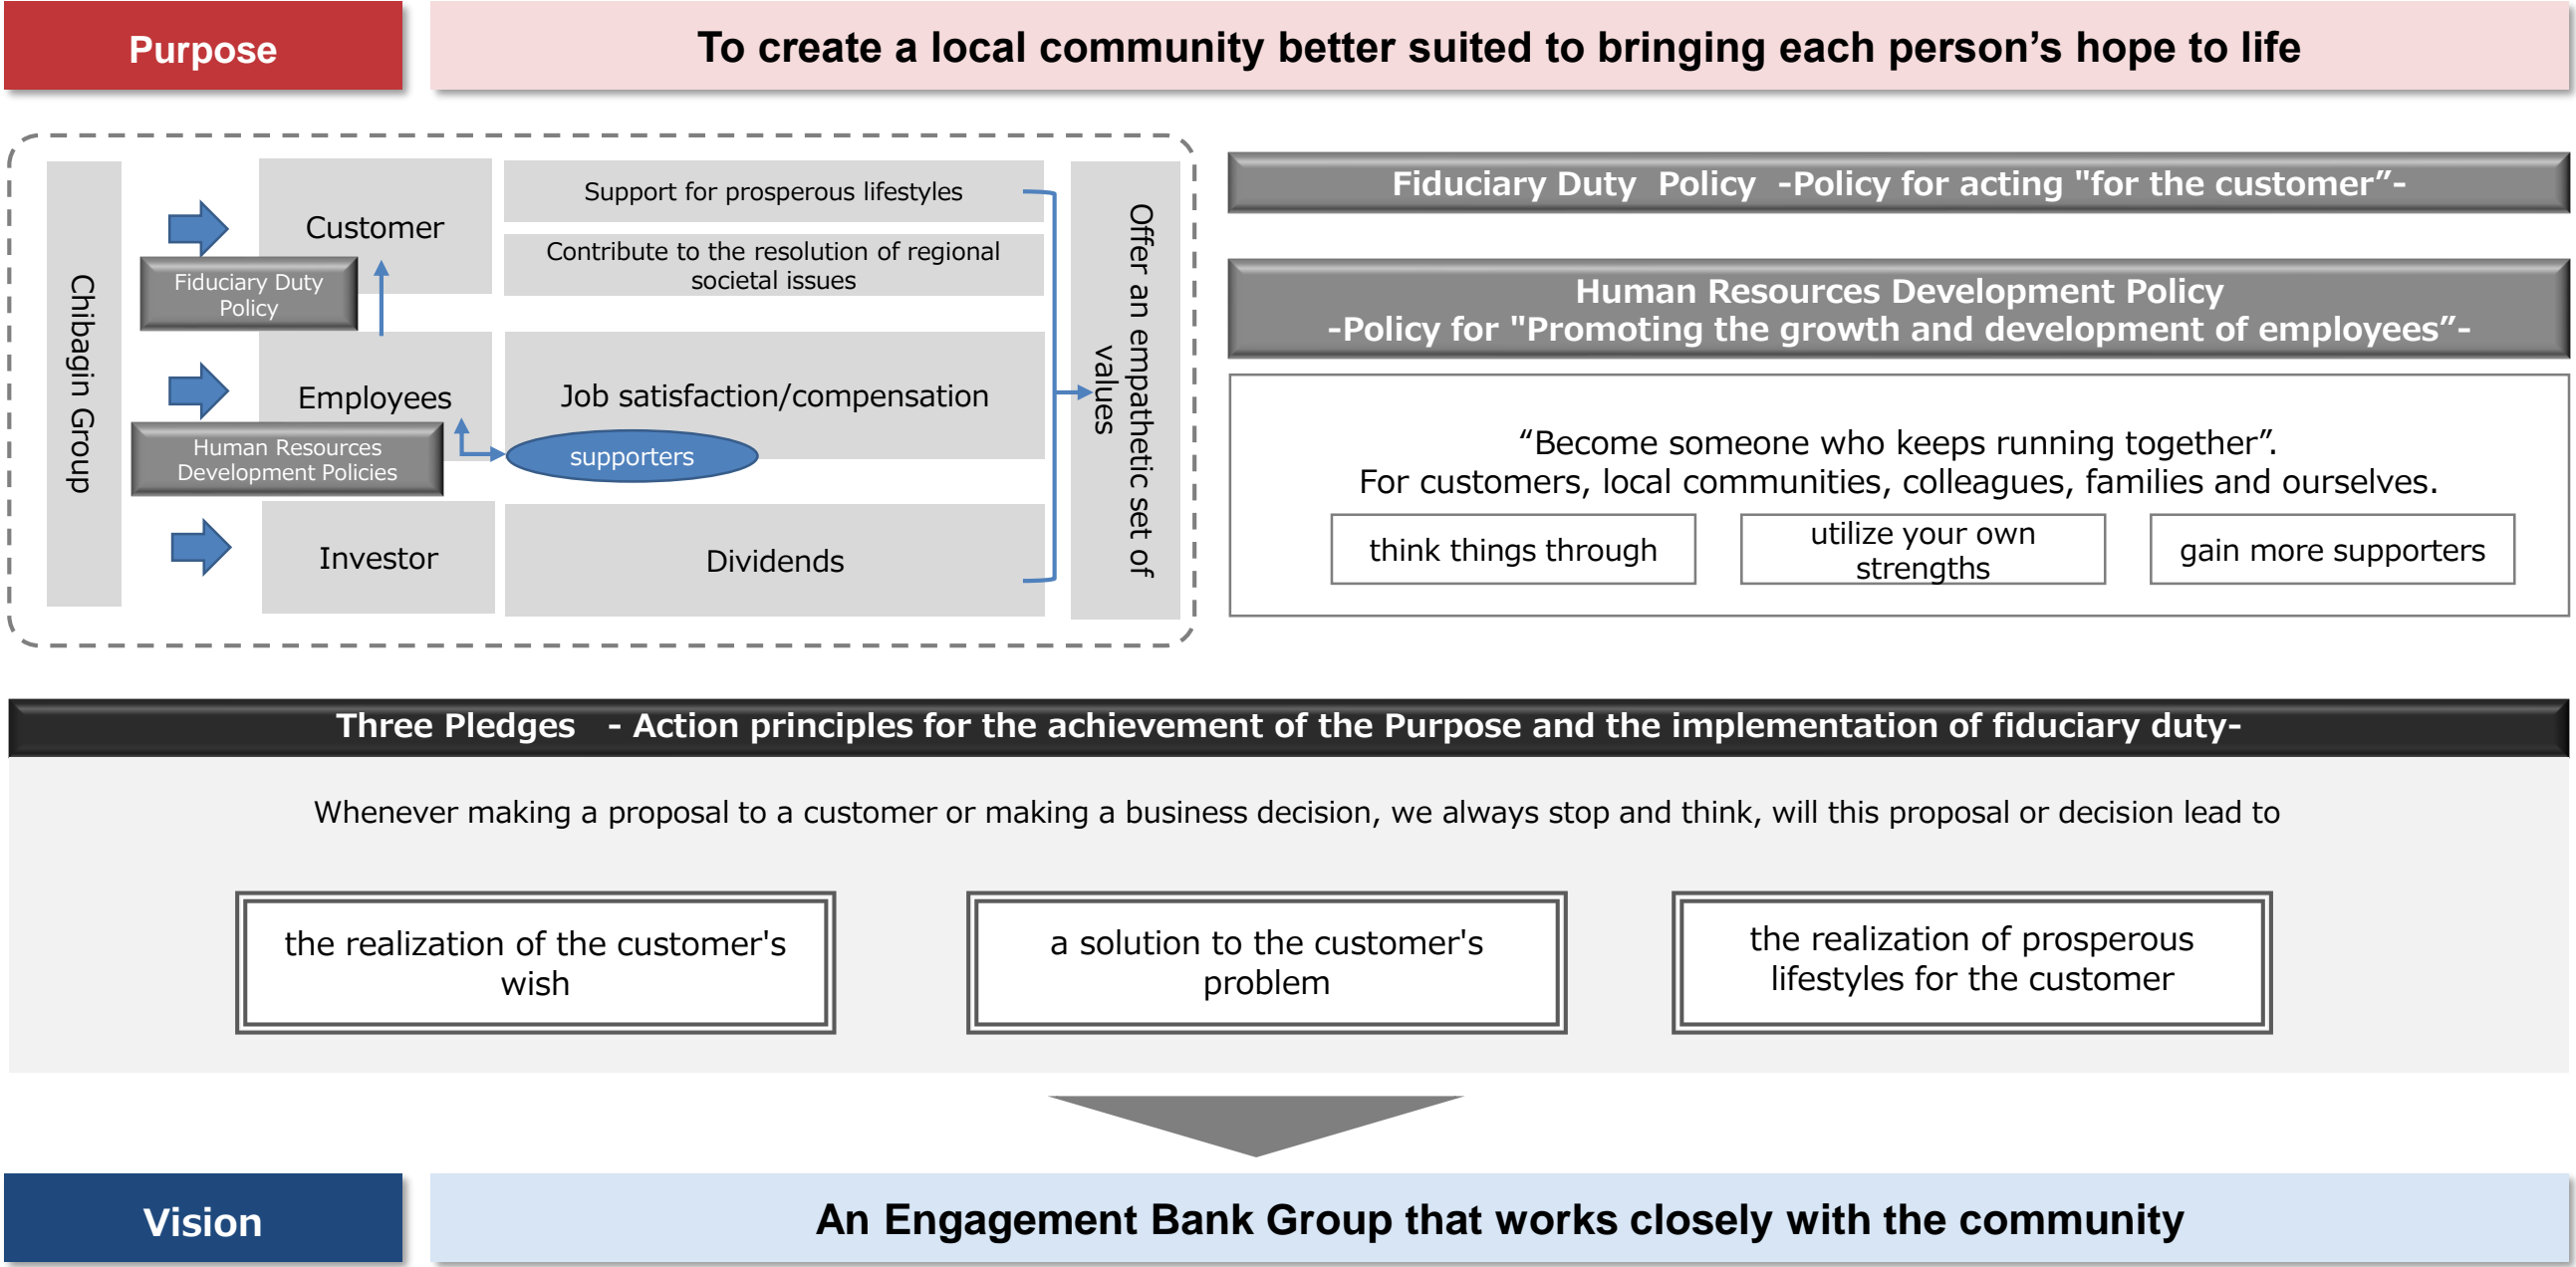 Purpose
To create a local community better suited to bringing each person’s hope to life
Chibagin Group
Customer
Support for prosperous lifestyles
Contribute to the resolution of regional
societal issues
Fiduciary Duty
Policy
Employees
Job satisfaction/compensation
Human Resources
Development Policies
supporters
Investor
Dividends
Offer an empathetic set of
values
Fiduciary Duty  Policy  -Policy for acting "for the customer”-
Human Resources Development Policy
-Policy for "Promoting the growth and development of employees”-
“Become someone who keeps running together”.
For customers, local communities, colleagues, families and ourselves.
think things through
utilize your own
strengths
gain more supporters
Three Pledges   - Action principles for the achievement of the Purpose and the implementation of fiduciary duty-
Whenever making a proposal to a customer or making a business decision, we always stop and think, will this proposal or decision lead to
the realization of the customer's
wish
a solution to the customer's
problem
the realization of prosperous
lifestyles for the customer
Vision
An Engagement Bank Group that works closely with the community